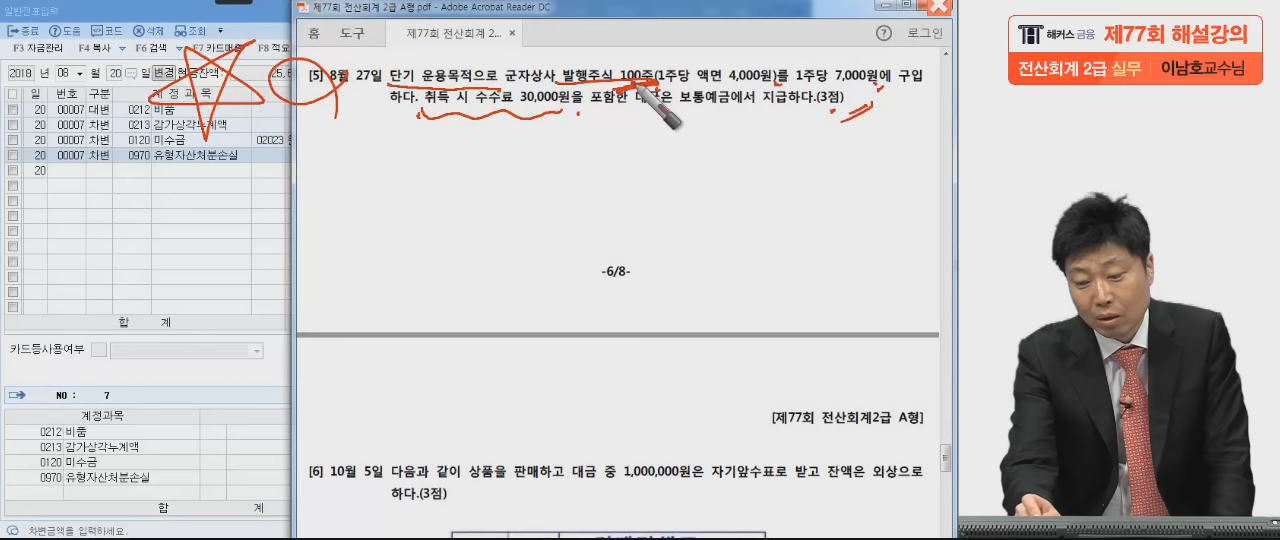 일반전표입력
종료 도움 코드 삭제 조회
F3 자금관리 F4 복사 F6 검색 F7 카드매출 F8 적요
2018 년 08 월 20 일 변경 현금잔액:
일 번호 구분 계 정 과 목
20 00007 대변 0212 비품
20 00007 차변 0213 감가상각누계액
20 00007 차변 0120 미수금 02023
20 00007 차변 0970 유형자산처분손실
20
합 계
카드등사용여부
NO : 7
계정과목
0212 비품
0213 감가상각누계액
0120 미수금
0970 유형자산처분손실
합 계
차변금액을 입력하세요.
제77회 전산회계 2급 A형.pdf - Adobe Acrobat Reader DC
홈 도구 제77회 전산회계 2... × ? 로그인
[5] 8월 27일 단기 운용목적으로 군자상사 발행주식 100주(1주당 액면 4,000원)를 1주당 7,000원에 구입
하다. 취득 시 수수료 30,000원을 포함한 대금은 보통예금에서 지급하다.(3점)
-6/8-
[제77회 전산회계2급 A형]
[6] 10월 5일 다음과 같이 상품을 판매하고 대금 중 1,000,000원은 자기앞수표로 받고 잔액은 외상으로
하다.(3점)
해커스 금융 제77회 해설강의
전산회계 2급 실무 이남호교수님